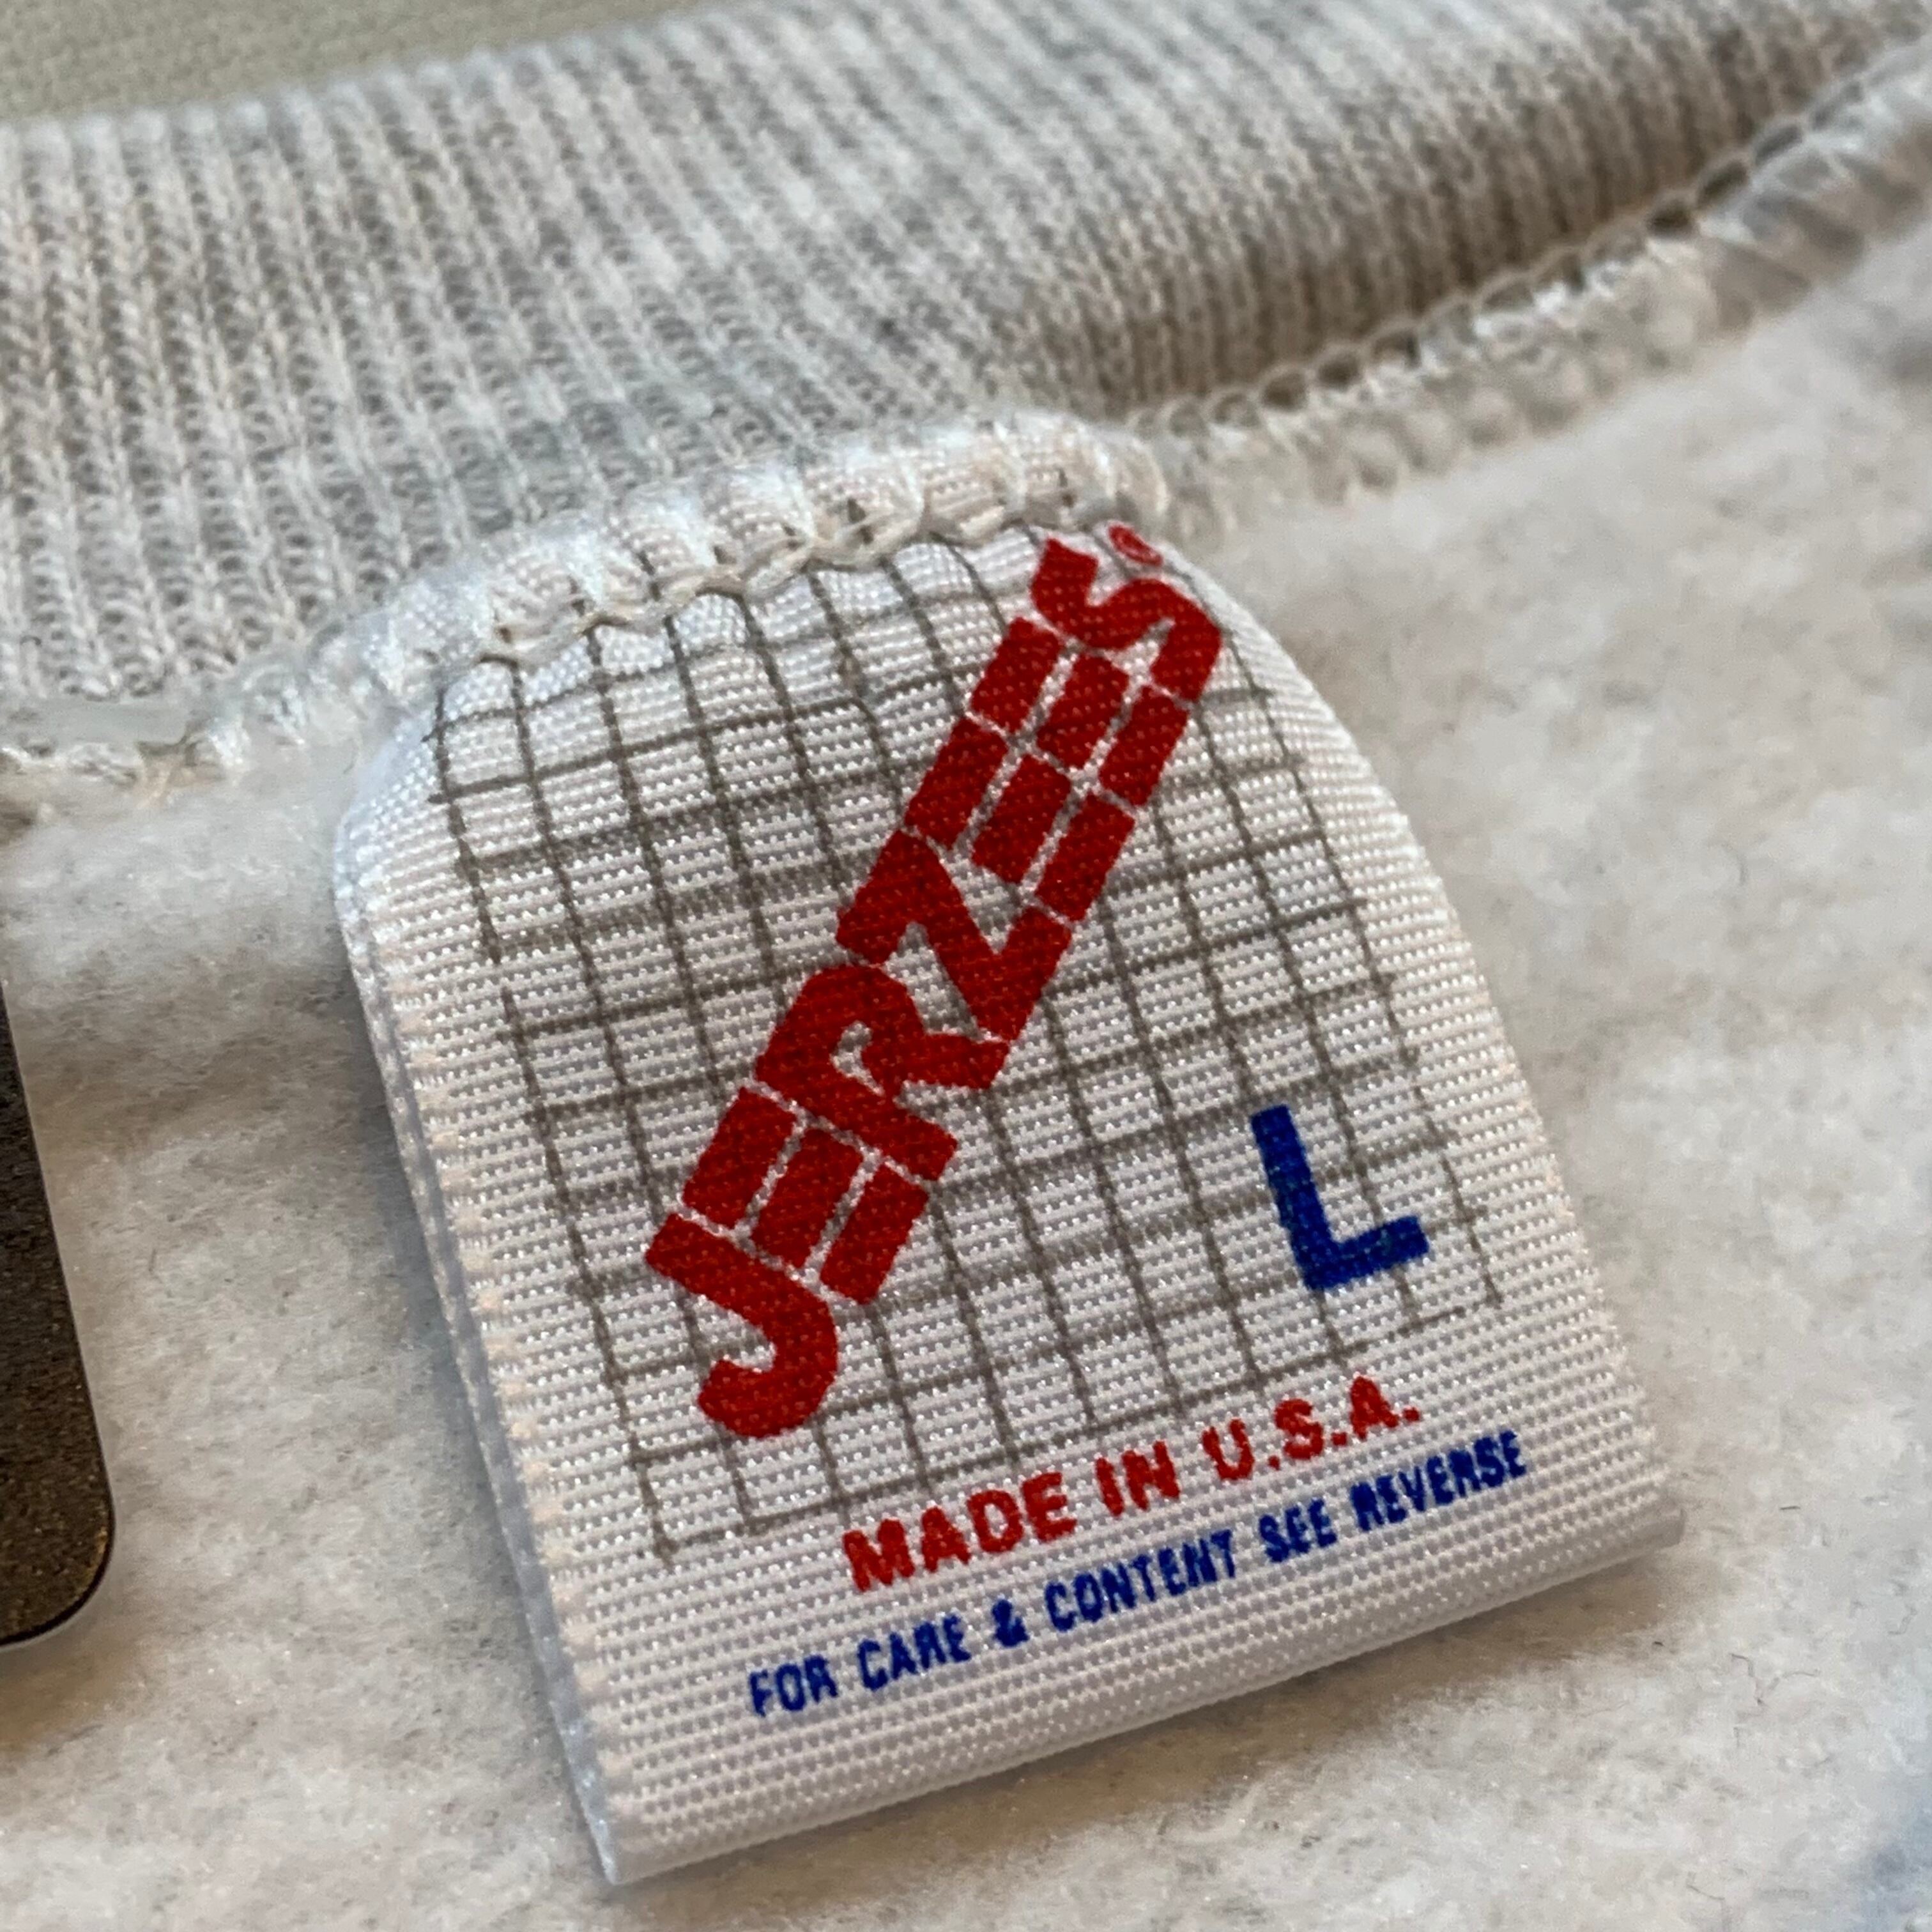 JERZEES®
L
MADE IN U.S.A.
FOR CARE & CONTENT SEE REVERSE